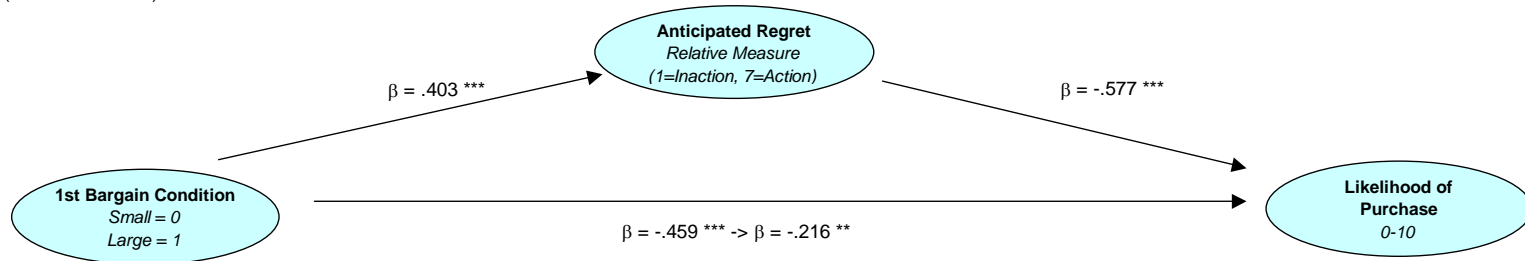 Anticipated Regret
Relative Measure
(1=Inaction, 7=Action)
β = .403 ***
β = -.577 ***
1st Bargain Condition
Small = 0
Large = 1
Likelihood of
Purchase
0-10
β = -.459 *** -> β = -.216 **